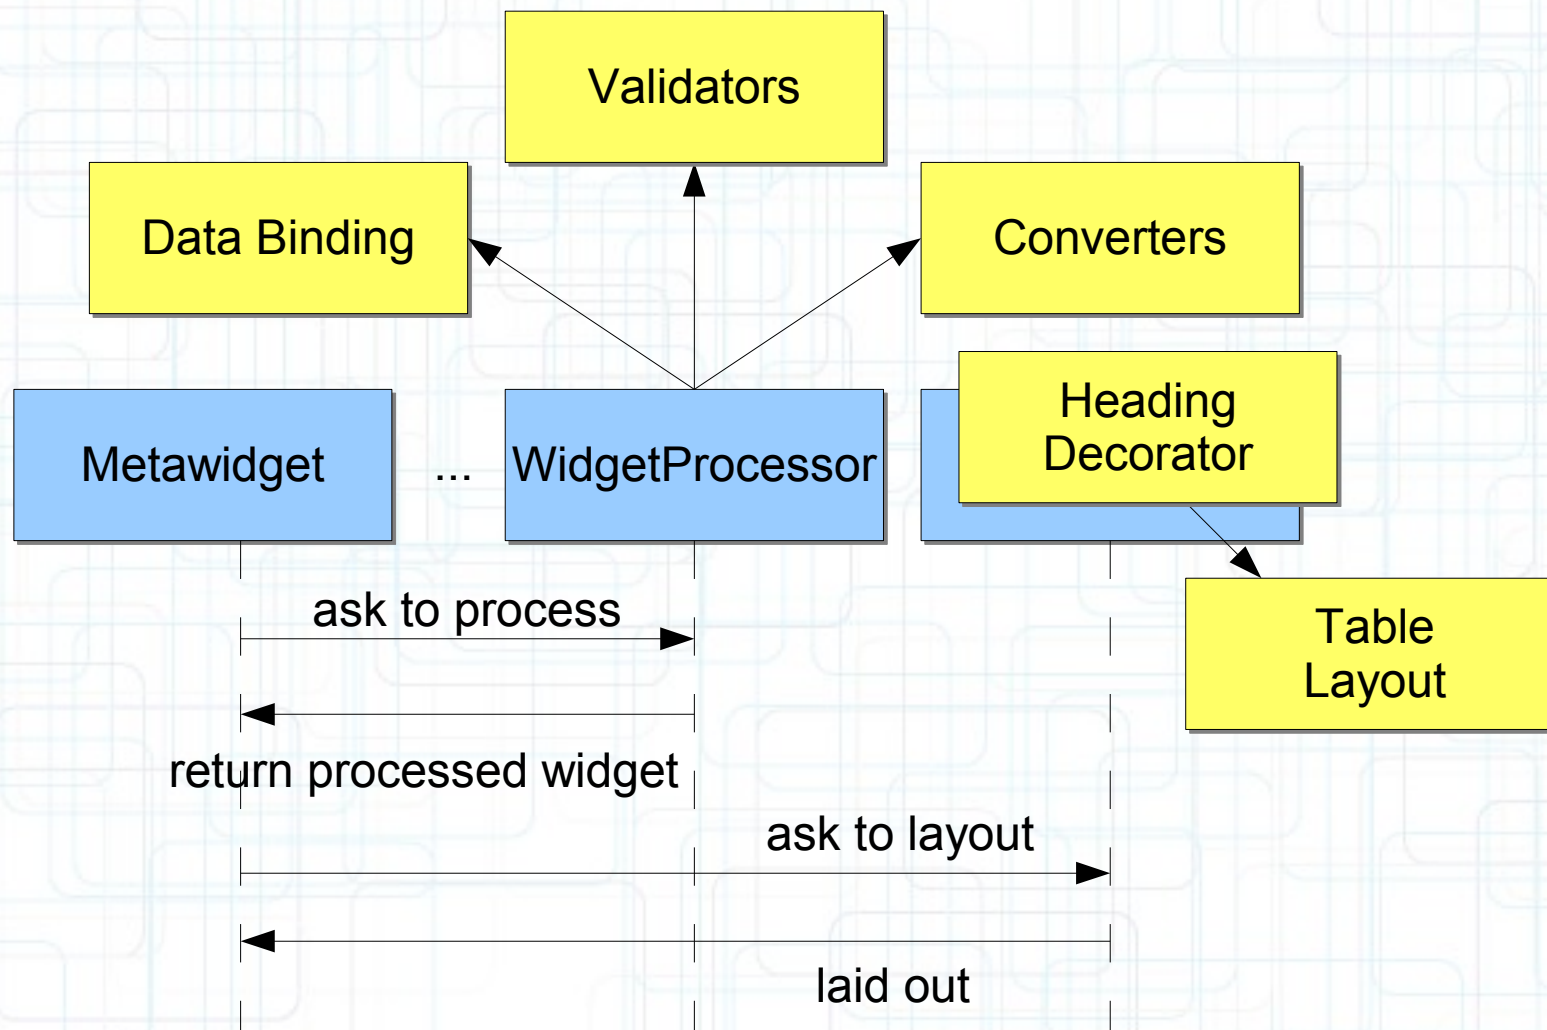 Validators
Data Binding
Converters
Heading
Decorator
Metawidget
...
WidgetProcessor
Table
Layout
ask to process
return processed widget
ask to layout
laid out